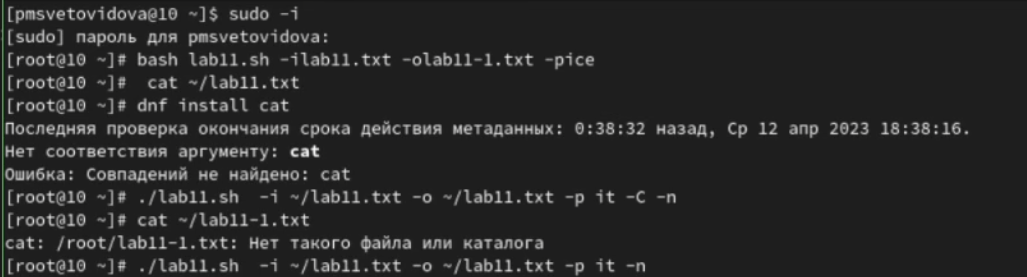 [pmsvetovidova@10 ~]$ sudo -i
[sudo] пароль для pmsvetovidova:
[root@10 ~]# bash lab11.sh -ilab11.txt -olab11-1.txt -pice
[root@10 ~]#  cat ~/lab11.txt
[root@10 ~]# dnf install cat
Последняя проверка окончания срока действия метаданных: 0:38:32 назад, Ср 12 апр 2023 18:38:16.
Нет соответствия аргументу: cat
Ошибка: Совпадений не найдено: cat
[root@10 ~]# ./lab11.sh  -i ~/lab11.txt -o ~/lab11.txt -p it -C -n
[root@10 ~]# cat ~/lab11-1.txt
cat: /root/lab11-1.txt: Нет такого файла или каталога
[root@10 ~]# ./lab11.sh  -i ~/lab11.txt -o ~/lab11.txt -p it -n